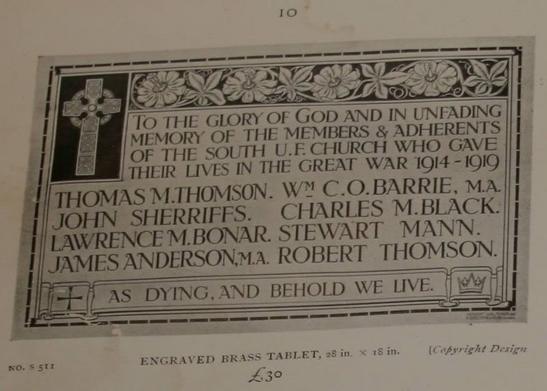 10
TO THE GLORY OF GOD AND IN UNFADING
MEMORY OF THE MEMBERS & ADHERENTS
OF THE SOUTH U.F. CHURCH WHO GAVE
THEIR LIVES IN THE GREAT WAR 1914-1919
THOMAS M. THOMSON. WM C. O. BARRIE, M.A.
JOHN SHERRIFFS. CHARLES M. BLACK.
LAWRENCE M. BONAR. STEWART MANN.
JAMES ANDERSON, M.A. ROBERT THOMSON.
AS DYING, AND BEHOLD WE LIVE.
NO. S 511 ENGRAVED BRASS TABLET, 28 in. × 18 in. [Copyright Design
£30